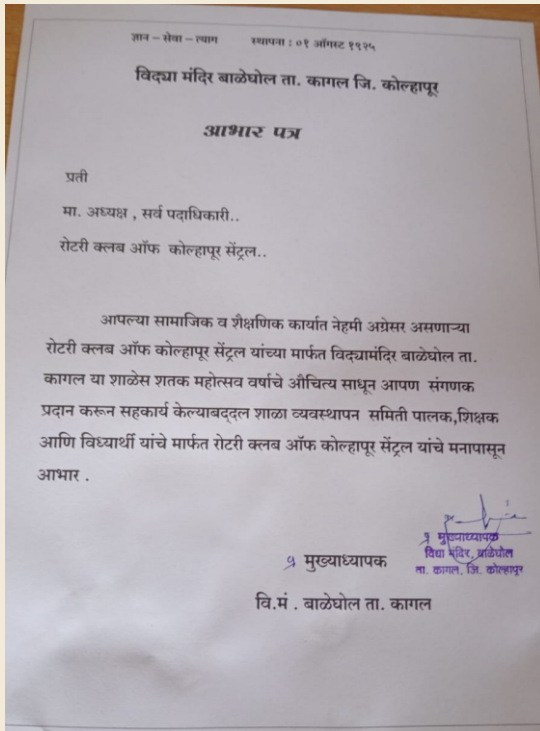 ज्ञान – सेवा – त्याग स्थापना : ०१ ऑगस्ट १९२५
विद्या मंदिर बाळेघोल ता. कागल जि. कोल्हापूर
आभार पत्र
प्रती
मा. अध्यक्ष , सर्व पदाधिकारी..
रोटरी क्लब ऑफ कोल्हापूर सेंट्रल..
आपल्या सामाजिक व शैक्षणिक कार्यात नेहमी अग्रेसर असणाऱ्या
रोटरी क्लब ऑफ कोल्हापूर सेंट्रल यांच्या मार्फत विद्यामंदिर बाळेघोल ता.
कागल या शाळेस शतक महोत्सव वर्षाचे औचित्य साधून आपण संगणक
प्रदान करून सहकार्य केल्याबद्दल शाळा व्यवस्थापन समिती पालक,शिक्षक
आणि विध्यार्थी यांचे मार्फत रोटरी क्लब ऑफ कोल्हापूर सेंट्रल यांचे मनापासून
आभार .
मुख्याध्यापक
विद्या मंदिर, बाळेघोल
ता. कागल, जि. कोल्हापूर
मुख्याध्यापक
वि.मं . बाळेघोल ता. कागल